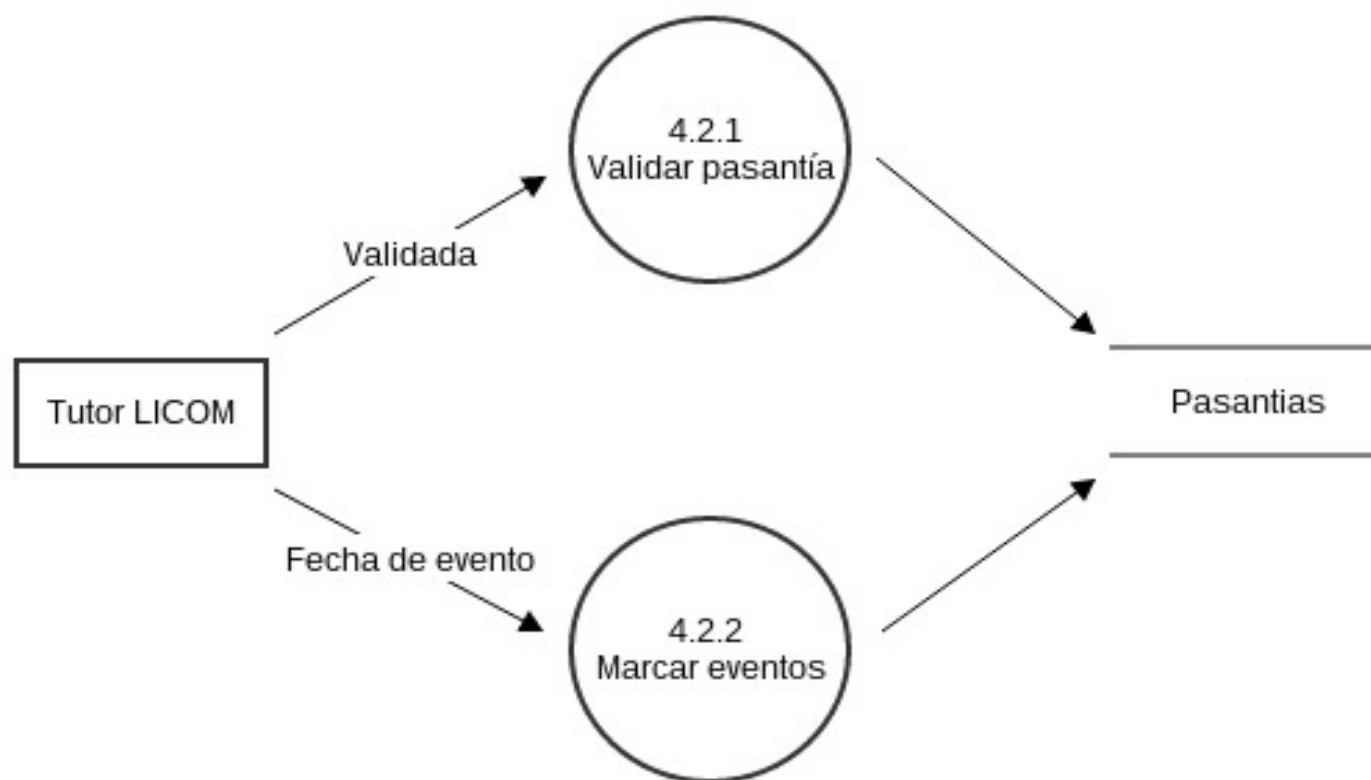 4.2.1
Validar pasantía
Validada
Tutor LICOM
Pasantias
Fecha de evento
4.2.2
Marcar eventos